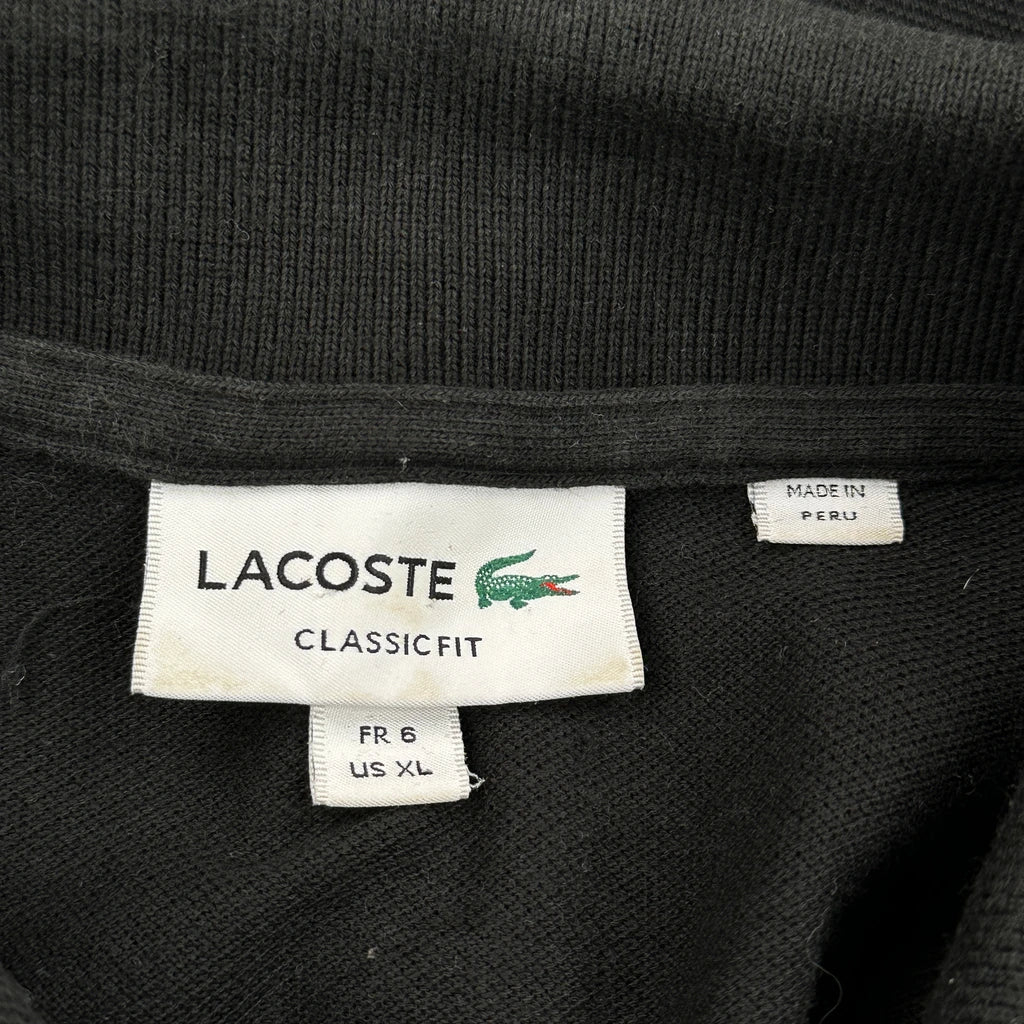 LACOSTE
CLASSIC FIT
FR 6
US XL
MADE IN
PERU